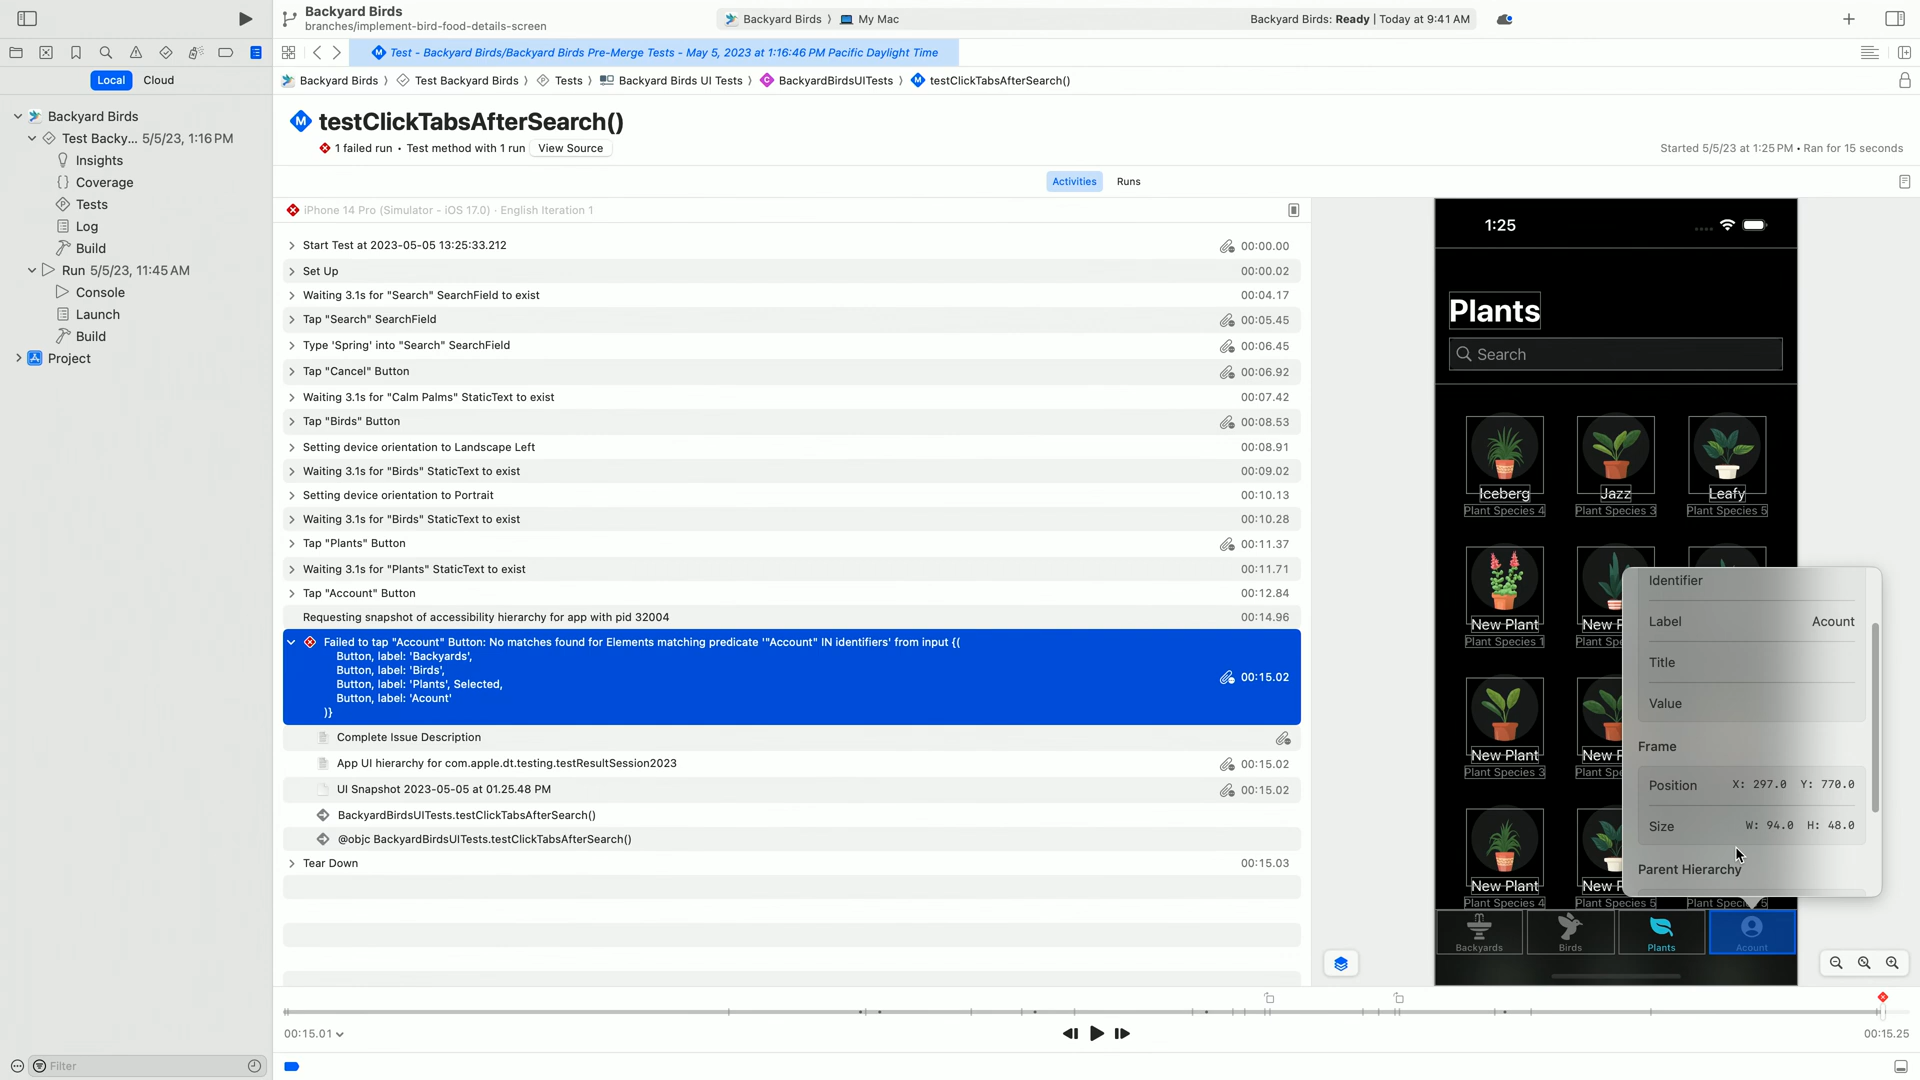 Backyard Birds
branches/implement-bird-food-details-screen
Backyard Birds
My Mac
Backyard Birds: Ready | Today at 9:41 AM
Test - Backyard Birds/Backyard Birds Pre-Merge Tests - May 5, 2023 at 1:16:46 PM Pacific Daylight Time
Local
Cloud
Backyard Birds
Test Backyard Birds
Tests
Backyard Birds UI Tests
BackyardBirdsUITests
testClickTabsAfterSearch()
Backyard Birds
Test Backy... 5/5/23, 1:16 PM
Insights
Coverage
Tests
Log
Build
Run 5/5/23, 11:45 AM
Console
Launch
Build
Project
Filter
M testClickTabsAfterSearch()
1 failed run • Test method with 1 run
View Source
Started 5/5/23 at 1:25 PM • Ran for 15 seconds
Activities
Runs
iPhone 14 Pro (Simulator - iOS 17.0) · English Iteration 1
Start Test at 2023-05-05 13:25:33.212 00:00.00
Set Up 00:00.02
Waiting 3.1s for "Search" SearchField to exist 00:04.17
Tap "Search" SearchField 00:05.45
Type 'Spring' into "Search" SearchField 00:06.45
Tap "Cancel" Button 00:06.92
Waiting 3.1s for "Calm Palms" StaticText to exist 00:07.42
Tap "Birds" Button 00:08.53
Setting device orientation to Landscape Left 00:08.91
Waiting 3.1s for "Birds" StaticText to exist 00:09.02
Setting device orientation to Portrait 00:10.13
Waiting 3.1s for "Birds" StaticText to exist 00:10.28
Tap "Plants" Button 00:11.37
Waiting 3.1s for "Plants" StaticText to exist 00:11.71
Tap "Account" Button 00:12.84
Requesting snapshot of accessibility hierarchy for app with pid 32004 00:14.96
Failed to tap "Account" Button: No matches found for Elements matching predicate '"Account" IN identifiers' from input {(
Button, label: 'Backyards',
Button, label: 'Birds',
Button, label: 'Plants', Selected,
Button, label: 'Acount'
)}
00:15.02
Complete Issue Description
App UI hierarchy for com.apple.dt.testing.testResultSession2023 00:15.02
UI Snapshot 2023-05-05 at 01.25.48 PM 00:15.02
BackyardBirdsUITests.testClickTabsAfterSearch()
@objc BackyardBirdsUITests.testClickTabsAfterSearch()
Tear Down 00:15.03
1:25
Plants
Search
Iceberg
Plant Species 4
Jazz
Plant Species 3
Leafy
Plant Species 5
New Plant
Plant Species 1
New P
Plant Spec
New Plant
Plant Species 3
New P
Plant Spec
New Plant
Plant Species 4
New P
Plant Species
Plant Species 5
Backyards
Birds
Plants
Acount
Identifier
Label Acount
Title
Value
Frame
Position X: 297.0 Y: 770.0
Size W: 94.0 H: 48.0
Parent Hierarchy
00:15.01
00:15.25